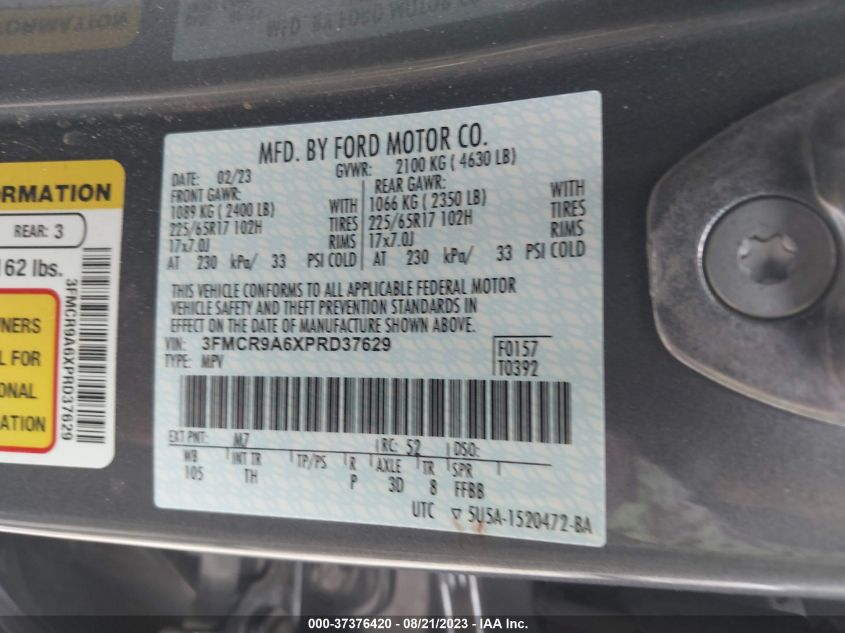 MFD. BY FORD MOTOR CO.
DATE: 02/23 GVWR: 2100 KG ( 4630 LB)
FRONT GAWR: REAR GAWR:
1089 KG (2400 LB) WITH 1066 KG ( 2350 LB) WITH
225/65R17 102H TIRES 225/65R17 102H TIRES
17x7.0J RIMS 17x7.0J RIMS
AT 230 kPa/ 33 PSI COLD AT 230 kPa/ 33 PSI COLD
THIS VEHICLE CONFORMS TO ALL APPLICABLE FEDERAL MOTOR
VEHICLE SAFETY AND THEFT PREVENTION STANDARDS IN
EFFECT ON THE DATE OF MANUFACTURE SHOWN ABOVE.
VIN: 3FMCR9A6XPRD37629 F0157
TYPE: MPV T0392
EXT PNT: M7 RC: 52 DSO:
WB INT TR TP/PS R AXLE TR SPR
105 TH P 3D 8 FFBB
UTC ▽ 5U5A-1520472-BA
ORMATION
REAR: 3
162 lbs.
3FMCR9A6XPRD37629
WNERS
L FOR
ONAL
ATION
000-37376420 - 08/21/2023 - IAA Inc.